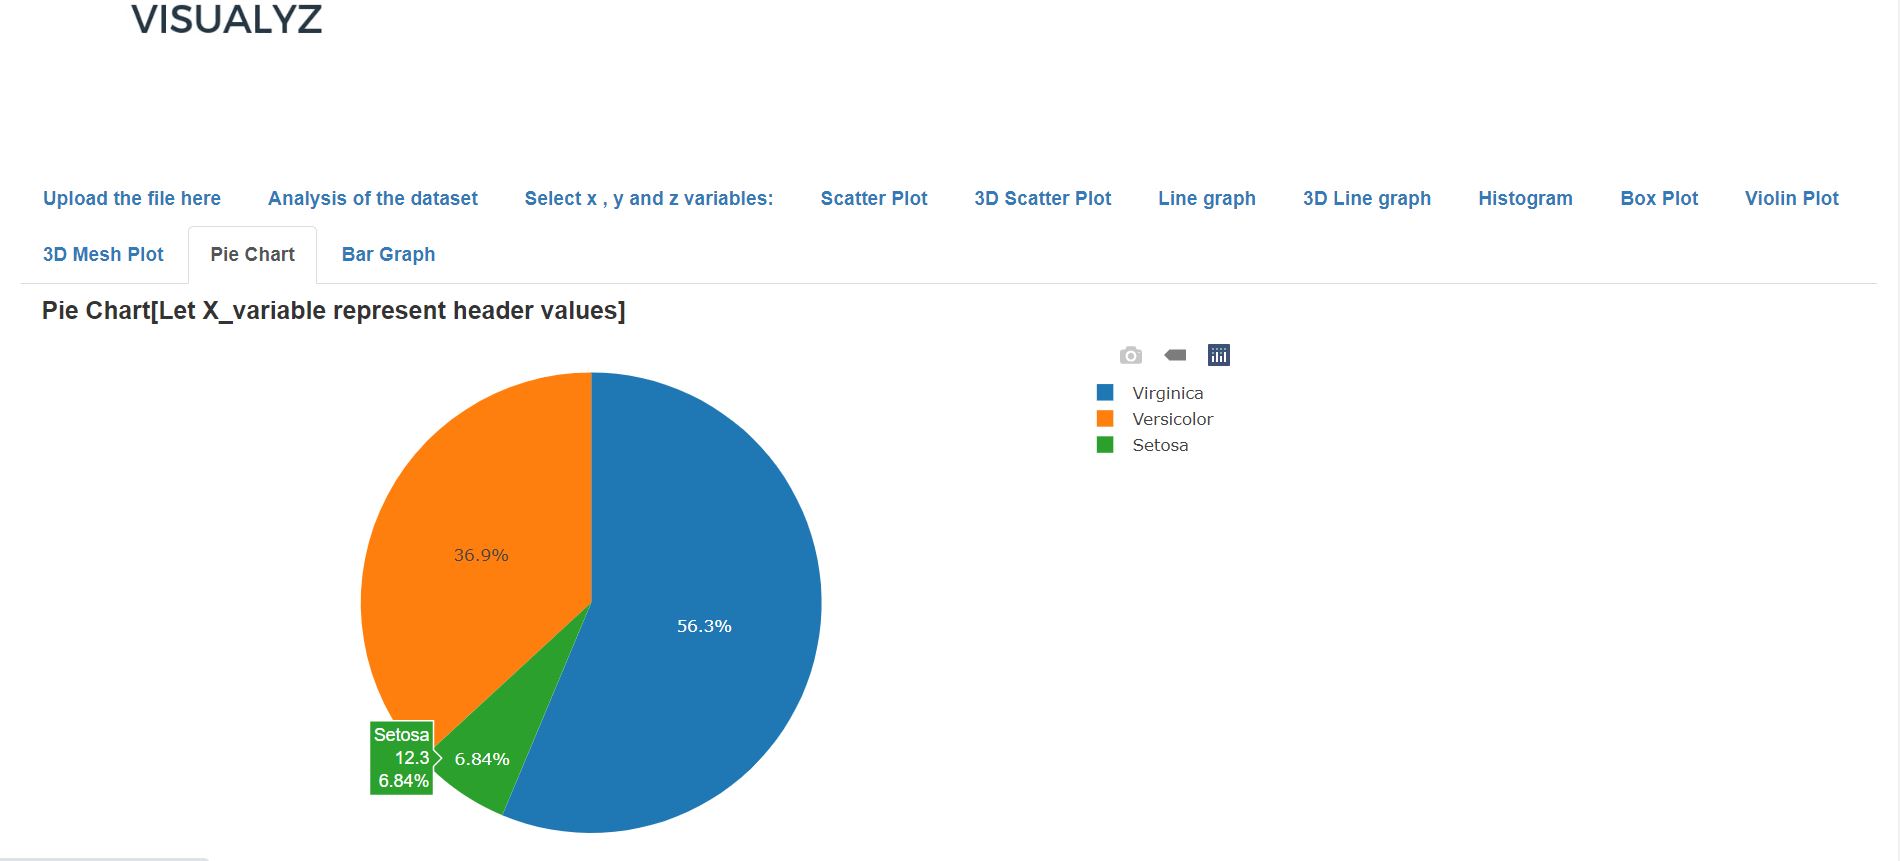 VISUALYZ
Upload the file here Analysis of the dataset Select x , y and z variables: Scatter Plot 3D Scatter Plot Line graph 3D Line graph Histogram Box Plot Violin Plot
3D Mesh Plot Pie Chart Bar Graph
Pie Chart[Let X_variable represent header values]
Virginica
Versicolor
Setosa
36.9%
56.3%
Setosa
12.3
6.84%
6.84%